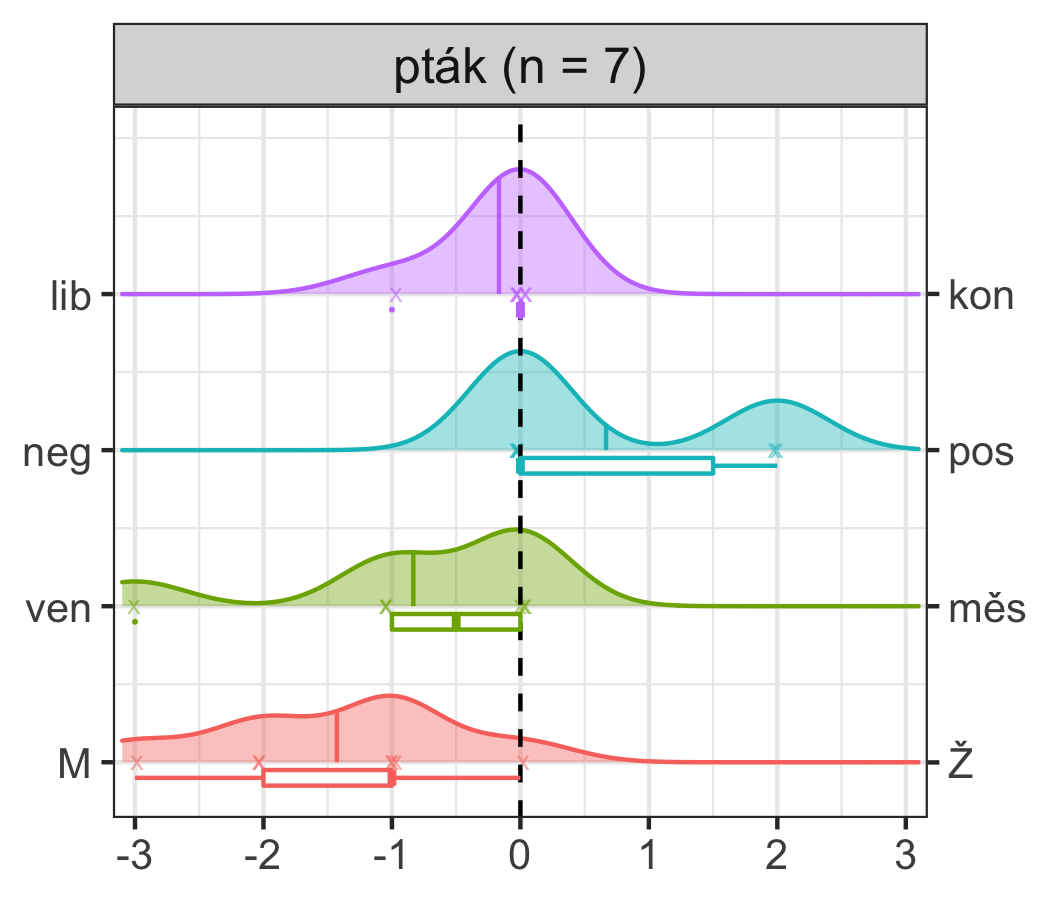 pták (n = 7)
lib kon
neg pos
ven měs
M Ž
-3 -2 -1 0 1 2 3